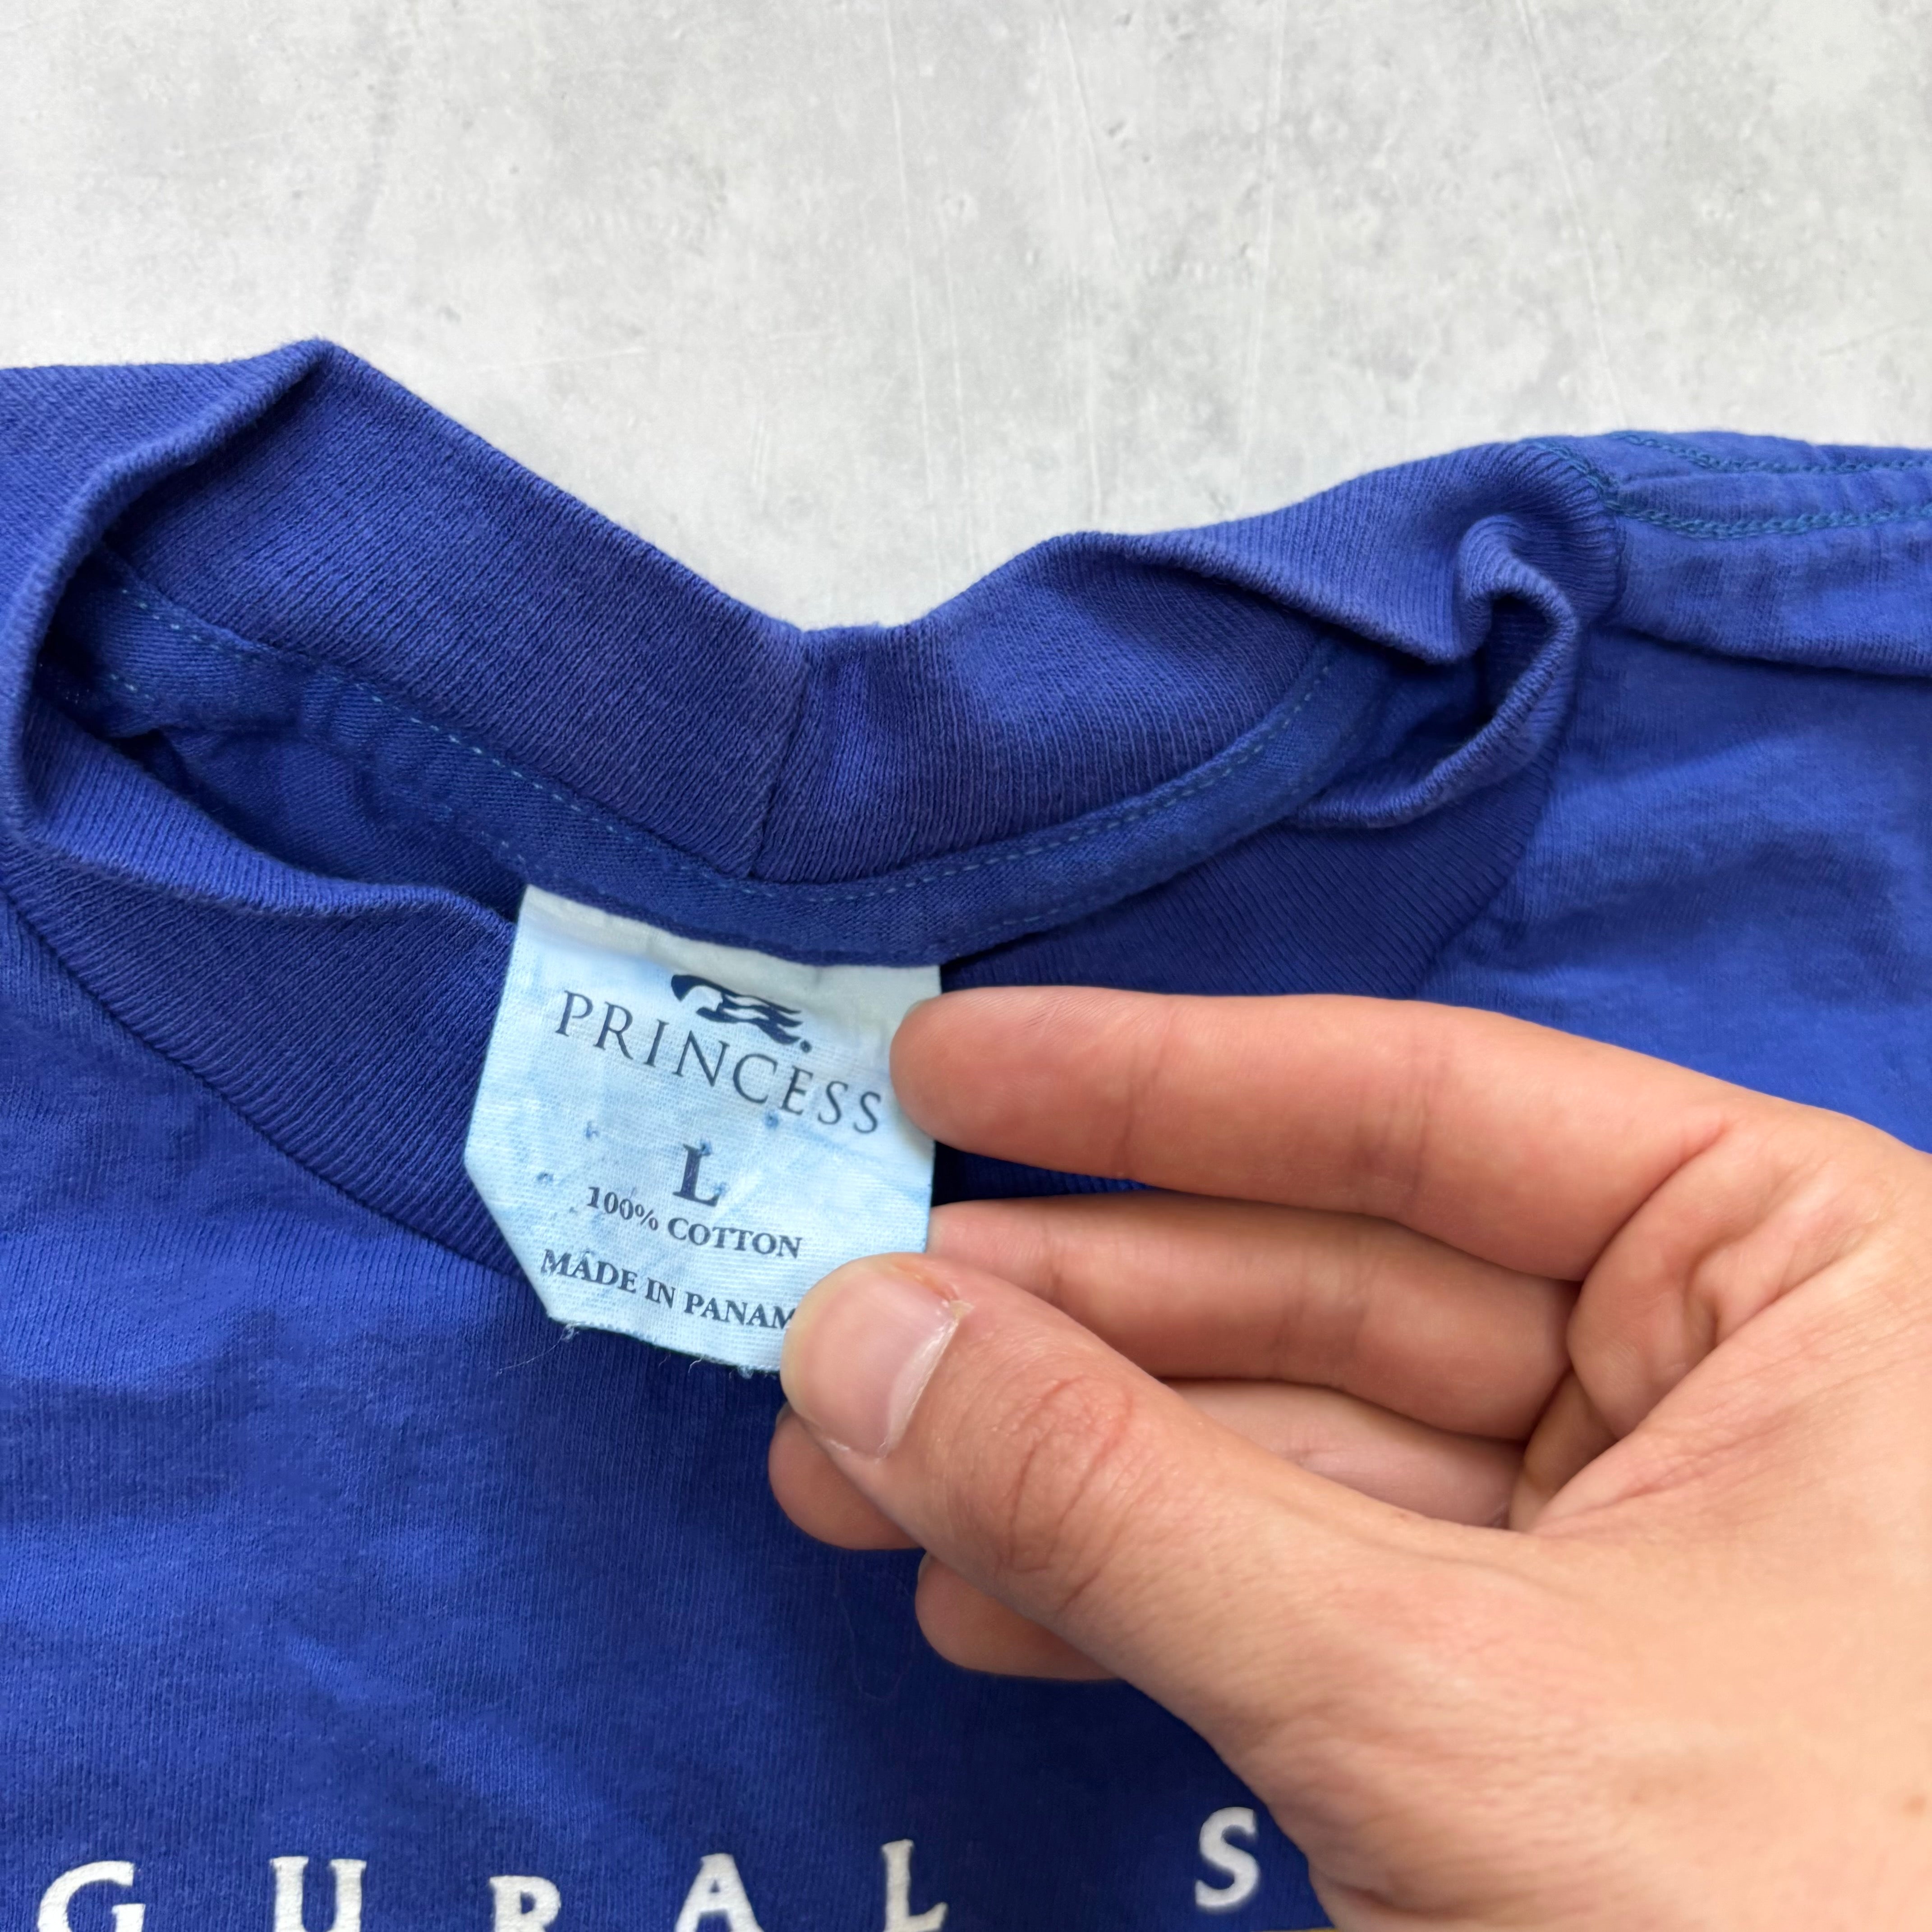 PRINCESS
L
100% COTTON
MADE IN PANAM
GURAL S